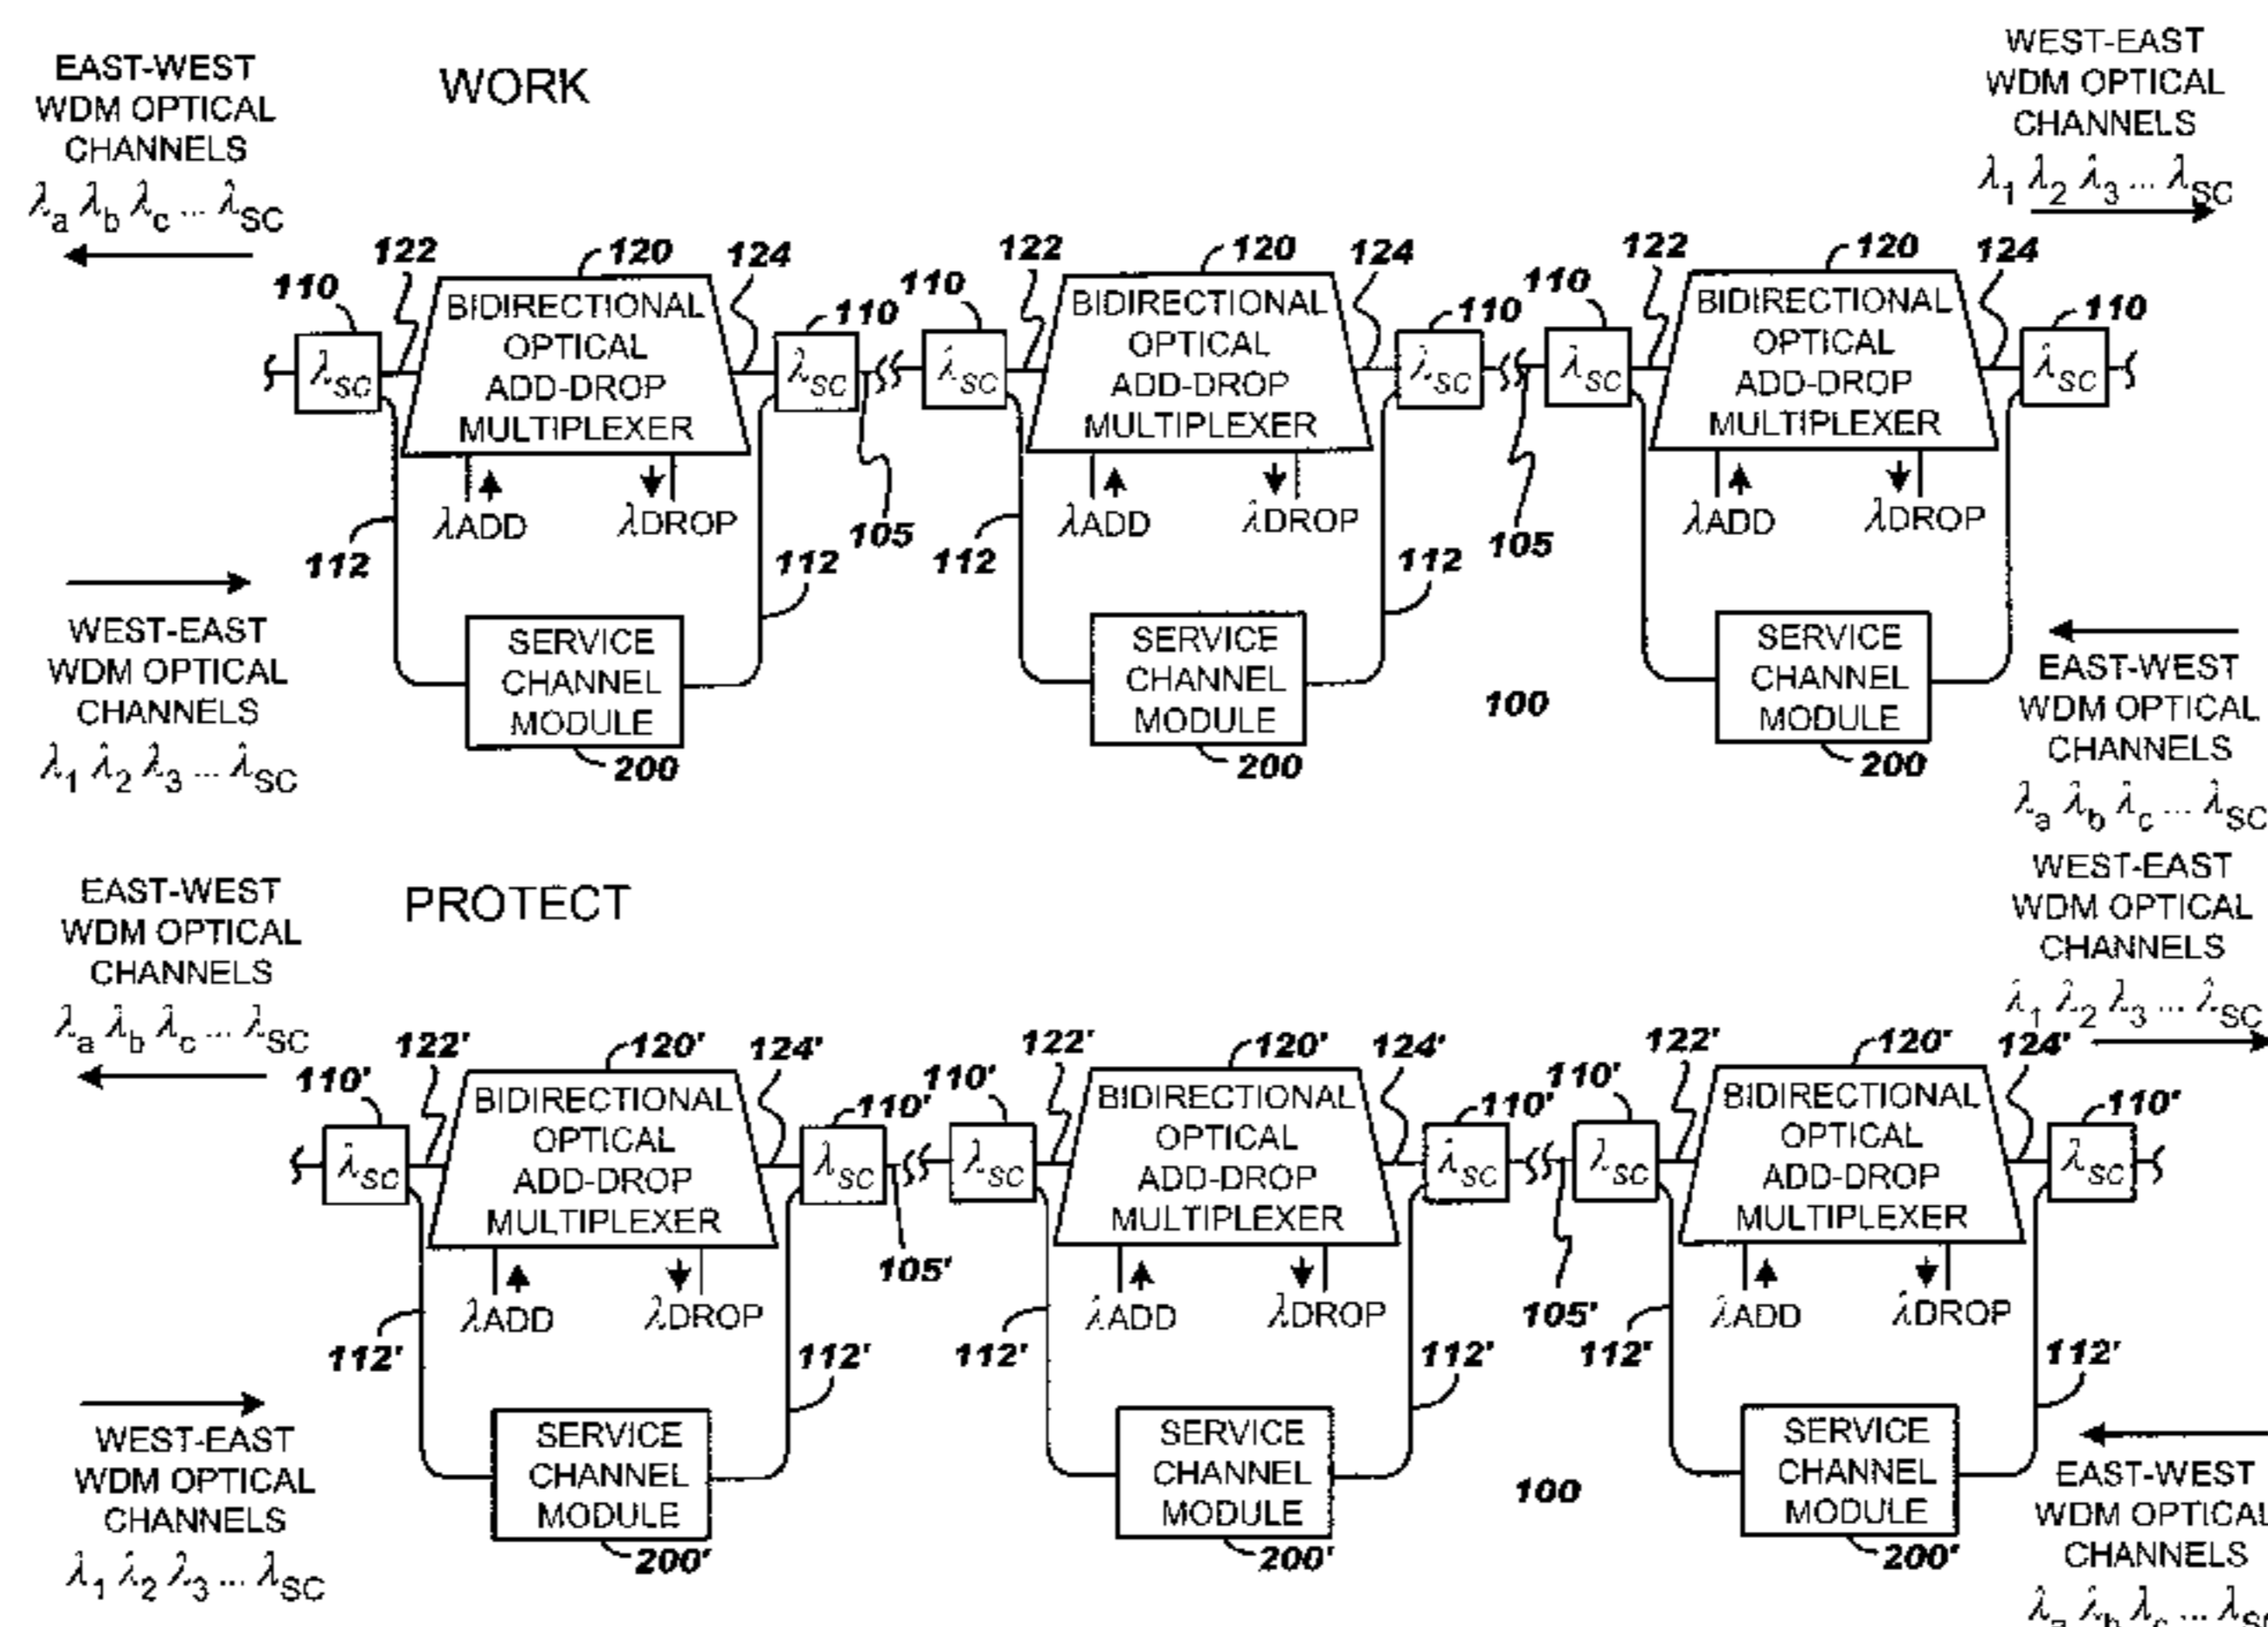 EAST-WEST
WDM OPTICAL
CHANNELS
λa λb λc ... λSC
WORK
WEST-EAST
WDM OPTICAL
CHANNELS
λ1 λ2 λ3 ... λSC
122 120 124 122 120 124 122 120 124
110 110 110 110 110 110
BIDIRECTIONAL
OPTICAL
ADD-DROP
MULTIPLEXER
BIDIRECTIONAL
OPTICAL
ADD-DROP
MULTIPLEXER
BIDIRECTIONAL
OPTICAL
ADD-DROP
MULTIPLEXER
λSC λSC λSC λSC λSC λSC
λADD λDROP 105 λADD λDROP 105 λADD λDROP
112 112 112 112
WEST-EAST
WDM OPTICAL
CHANNELS
λ1 λ2 λ3 ... λSC
SERVICE
CHANNEL
MODULE
200
SERVICE
CHANNEL
MODULE
200
100
SERVICE
CHANNEL
MODULE
200
EAST-WEST
WDM OPTICAL
CHANNELS
λa λb λc ... λSC
EAST-WEST
WDM OPTICAL
CHANNELS
λa λb λc ... λSC
PROTECT
WEST-EAST
WDM OPTICAL
CHANNELS
λ1 λ2 λ3 ... λSC
122' 120' 124' 122' 120' 124' 122' 120' 124'
110' 110' 110' 110' 110' 110'
BIDIRECTIONAL
OPTICAL
ADD-DROP
MULTIPLEXER
BIDIRECTIONAL
OPTICAL
ADD-DROP
MULTIPLEXER
BIDIRECTIONAL
OPTICAL
ADD-DROP
MULTIPLEXER
λSC λSC λSC λSC λSC λSC
λADD λDROP 105' λADD λDROP 105' λADD λDROP
112' 112' 112' 112' 112' 112'
WEST-EAST
WDM OPTICAL
CHANNELS
λ1 λ2 λ3 ... λSC
SERVICE
CHANNEL
MODULE
200'
SERVICE
CHANNEL
MODULE
200'
100
SERVICE
CHANNEL
MODULE
200'
EAST-WEST
WDM OPTICAL
CHANNELS
λa λb λc ... λSC